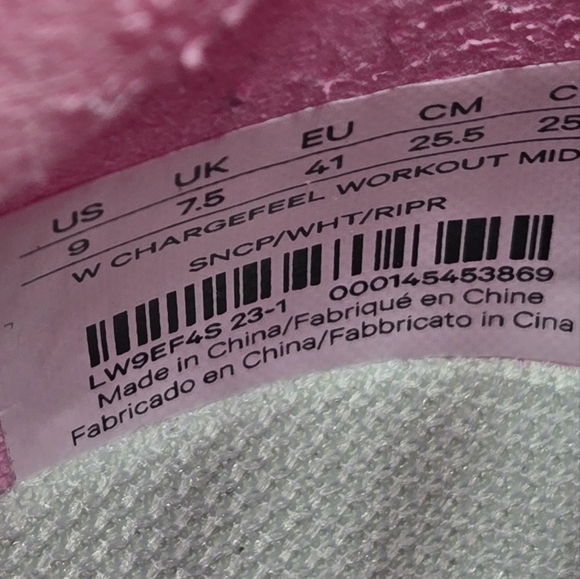 US UK EU CM C
9 7.5 41 25.5 25
W CHARGEFEEL WORKOUT MID
SNCP/WHT/RIPR
LW9EF4S 23-1 000145453869
Made in China/Fabriqué en Chine
Fabricado en China/Fabbricato in Cina